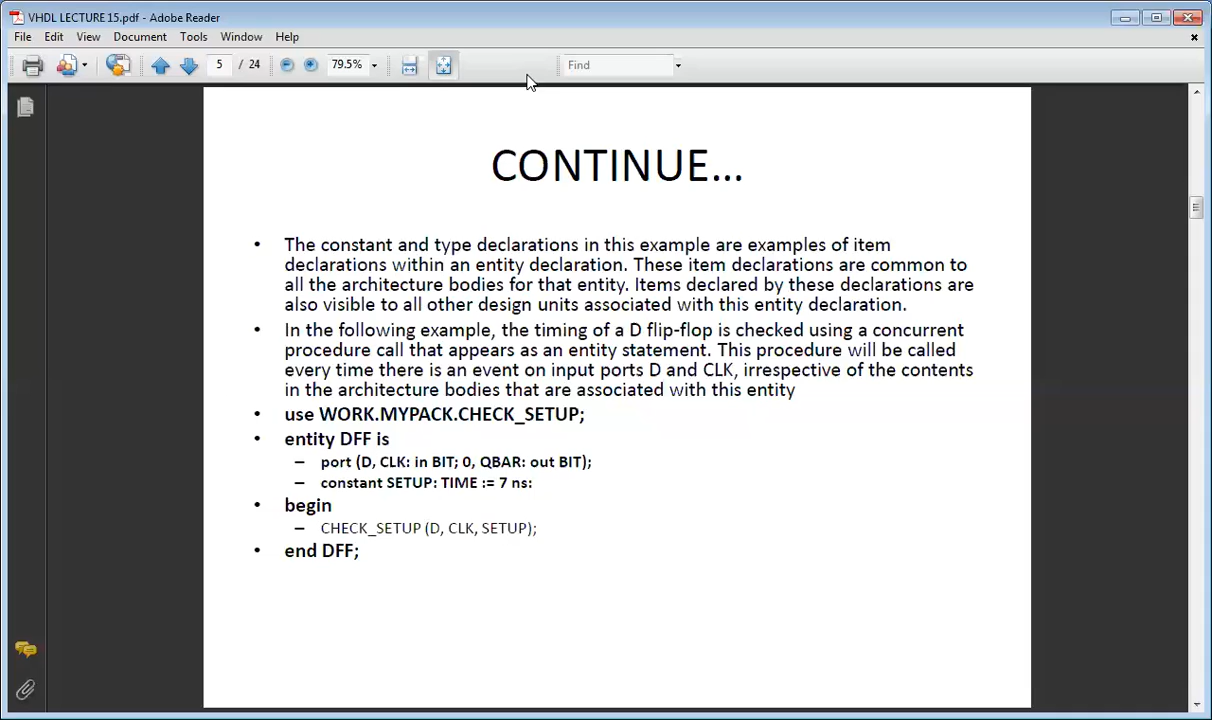 VHDL LECTURE 15.pdf - Adobe Reader
File Edit View Document Tools Window Help
5 / 24 79.5% Find
CONTINUE...
• The constant and type declarations in this example are examples of item
declarations within an entity declaration. These item declarations are common to
all the architecture bodies for that entity. Items declared by these declarations are
also visible to all other design units associated with this entity declaration.
• In the following example, the timing of a D flip-flop is checked using a concurrent
procedure call that appears as an entity statement. This procedure will be called
every time there is an event on input ports D and CLK, irrespective of the contents
in the architecture bodies that are associated with this entity
• use WORK.MYPACK.CHECK_SETUP;
• entity DFF is
– port (D, CLK: in BIT; 0, QBAR: out BIT);
– constant SETUP: TIME := 7 ns:
• begin
– CHECK_SETUP (D, CLK, SETUP);
• end DFF;